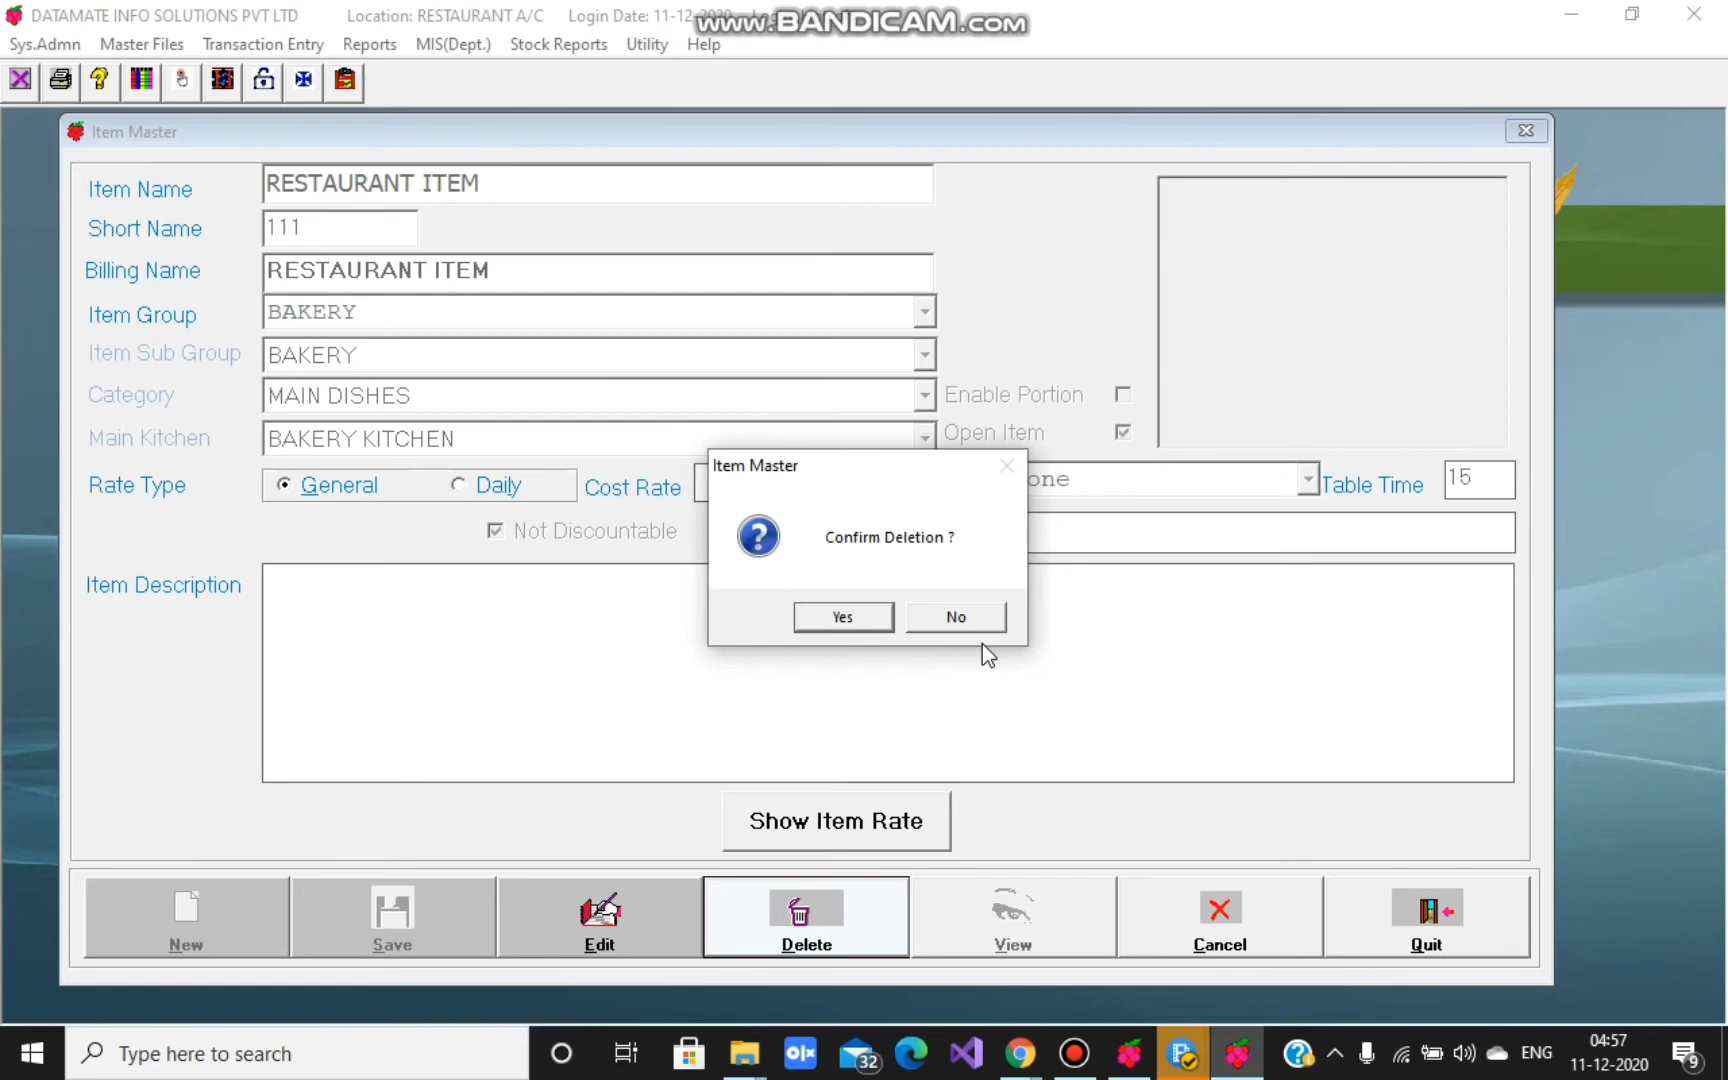 DATAMATE INFO SOLUTIONS PVT LTD Location: RESTAURANT A/C Login Date: 11-12-2020
www.BANDICAM.com
Sys.Admn Master Files Transaction Entry Reports MIS(Dept.) Stock Reports Utility Help
Item Master
Item Name RESTAURANT ITEM
Short Name 111
Billing Name RESTAURANT ITEM
Item Group BAKERY
Item Sub Group BAKERY
Category MAIN DISHES Enable Portion
Main Kitchen BAKERY KITCHEN Open Item
Rate Type General Daily Cost Rate one Table Time 15
Not Discountable
Item Master
Confirm Deletion ?
Yes No
Item Description
Show Item Rate
New Save Edit Delete View Cancel Quit
Type here to search
32
ENG
04:57
11-12-2020
9